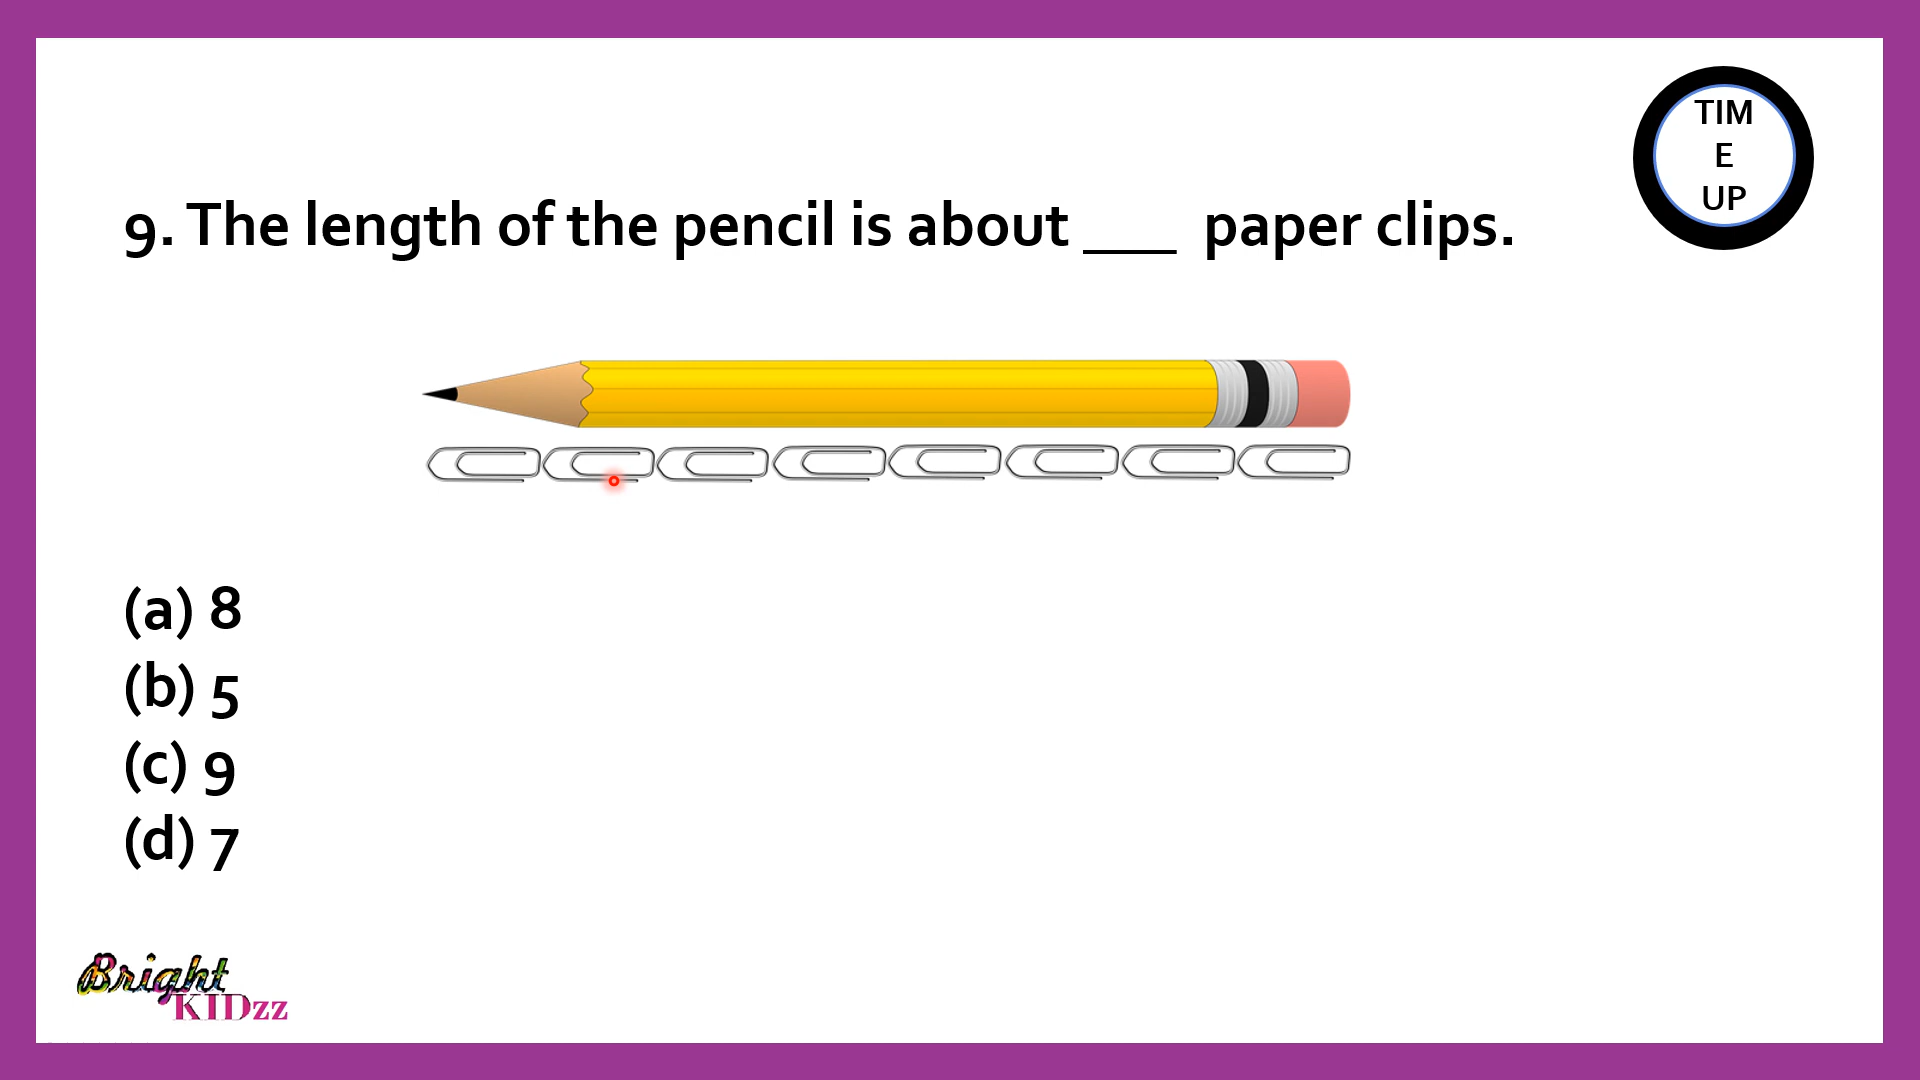 TIM
E
UP
9. The length of the pencil is about ___ paper clips.
(a) 8
(b) 5
(c) 9
(d) 7
Bright
KIDzz